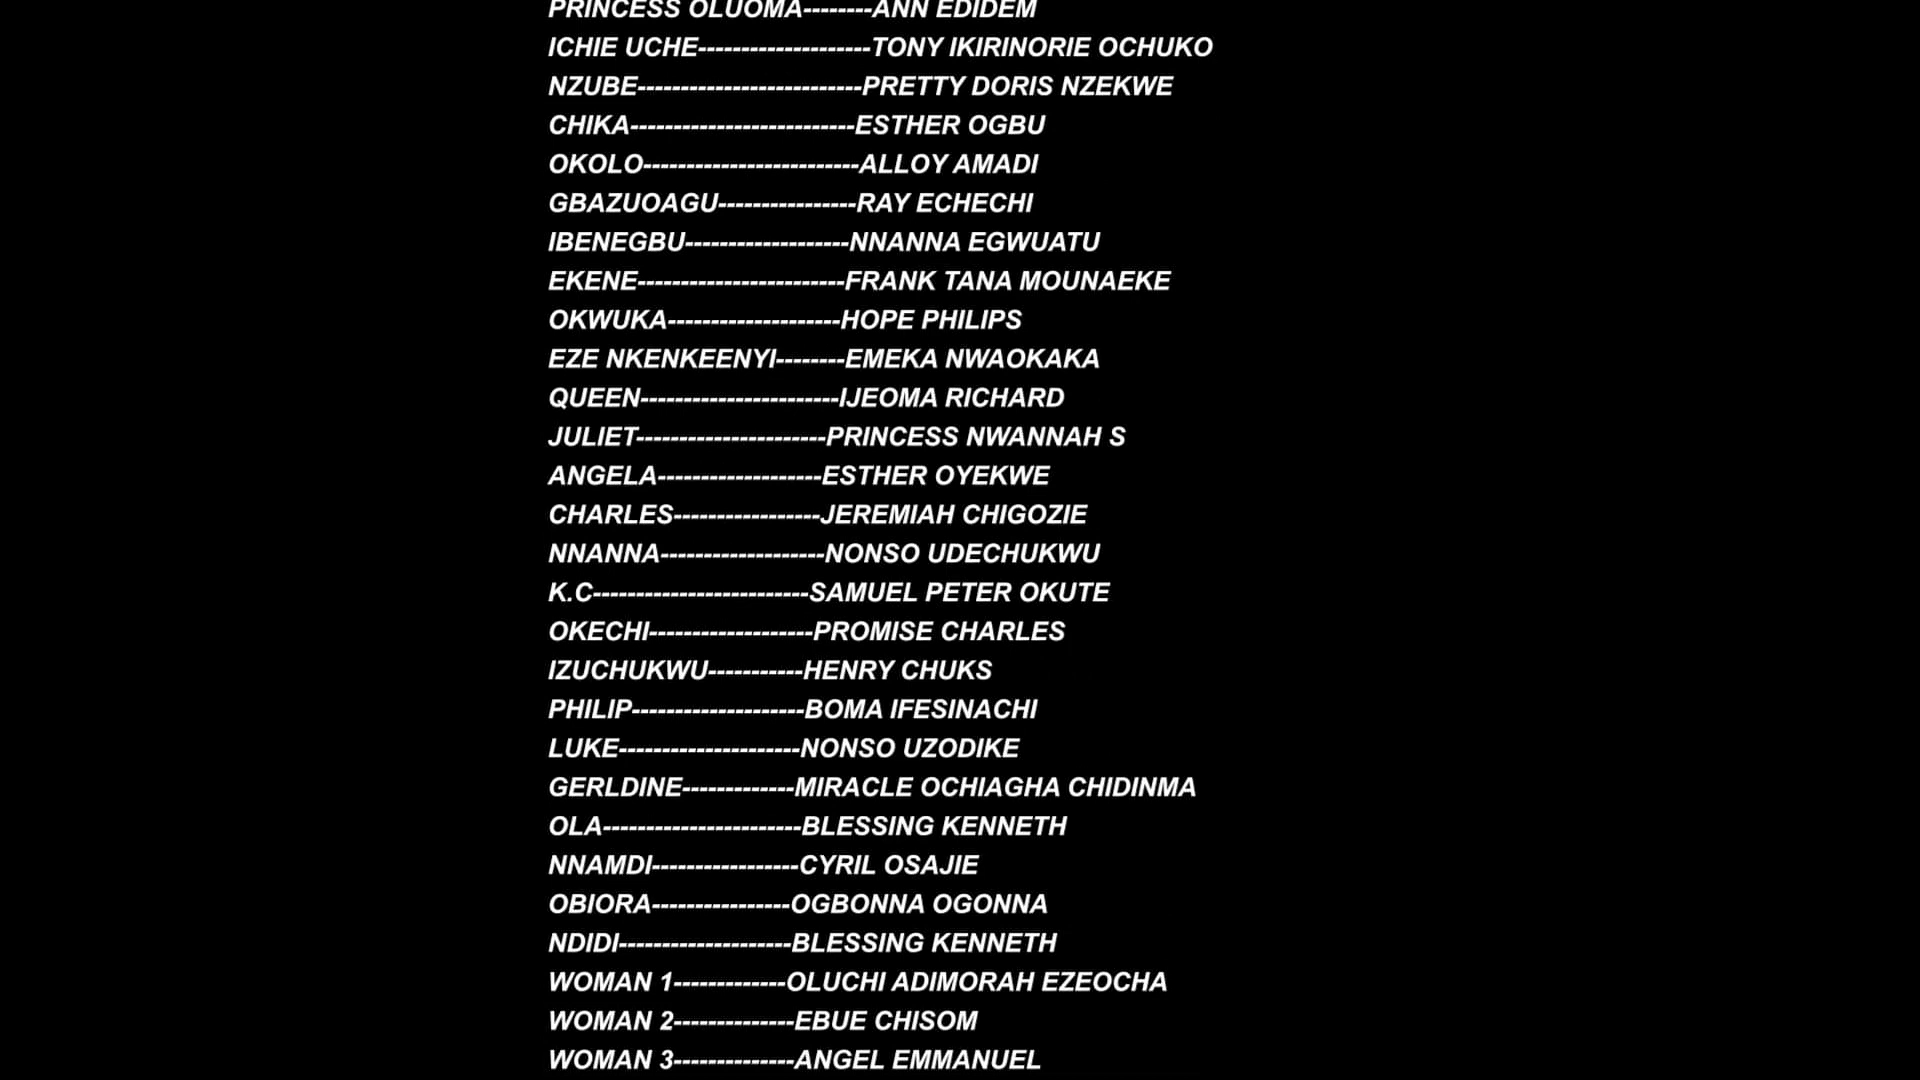 PRINCESS OLUOMA--------ANN EDIDEM
ICHIE UCHE--------------------TONY IKIRINORIE OCHUKO
NZUBE--------------------------PRETTY DORIS NZEKWE
CHIKA--------------------------ESTHER OGBU
OKOLO-------------------------ALLOY AMADI
GBAZUOAGU----------------RAY ECHECHI
IBENEGBU-------------------NNANNA EGWUATU
EKENE------------------------FRANK TANA MOUNAEKE
OKWUKA--------------------HOPE PHILIPS
EZE NKENKEENYI--------EMEKA NWAOKAKA
QUEEN-----------------------IJEOMA RICHARD
JULIET----------------------PRINCESS NWANNAH S
ANGELA-------------------ESTHER OYEKWE
CHARLES-----------------JEREMIAH CHIGOZIE
NNANNA-------------------NONSO UDECHUKWU
K.C-------------------------SAMUEL PETER OKUTE
OKECHI-------------------PROMISE CHARLES
IZUCHUKWU-----------HENRY CHUKS
PHILIP--------------------BOMA IFESINACHI
LUKE---------------------NONSO UZODIKE
GERLDINE-------------MIRACLE OCHIAGHA CHIDINMA
OLA-----------------------BLESSING KENNETH
NNAMDI-----------------CYRIL OSAJIE
OBIORA----------------OGBONNA OGONNA
NDIDI--------------------BLESSING KENNETH
WOMAN 1-------------OLUCHI ADIMORAH EZEOCHA
WOMAN 2--------------EBUE CHISOM
WOMAN 3--------------ANGEL EMMANUEL